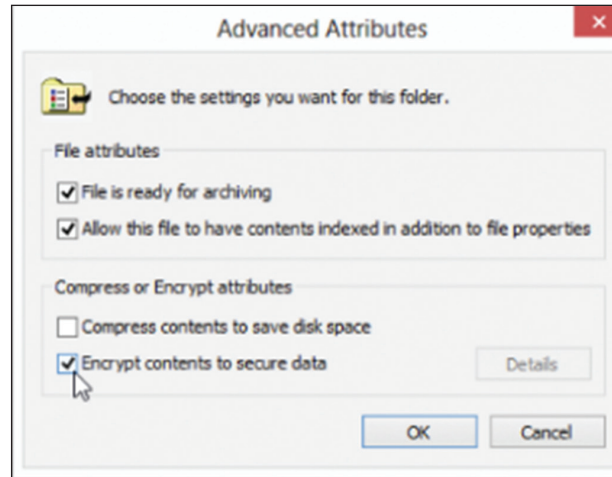 Advanced Attributes
Choose the settings you want for this folder.
File attributes
File is ready for archiving
Allow this file to have contents indexed in addition to file properties
Compress or Encrypt attributes
Compress contents to save disk space
Encrypt contents to secure data
Details
OK
Cancel